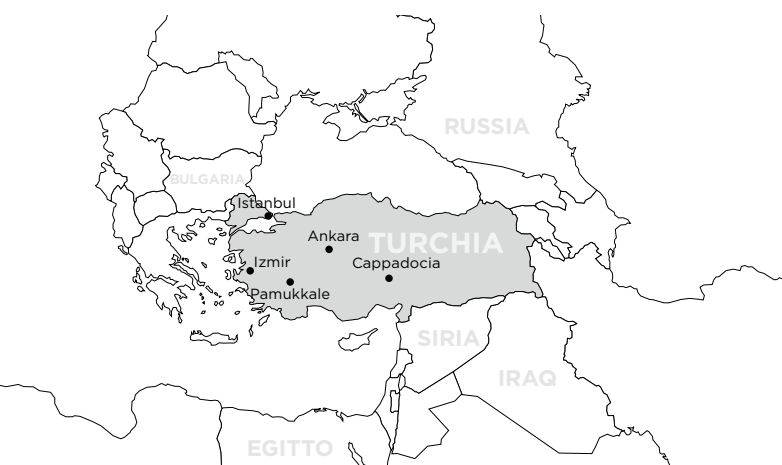 RUSSIA
BULGARIA
Istanbul
Ankara
TURCHIA
Izmir
Cappadocia
Pamukkale
SIRIA
IRAQ
EGITTO